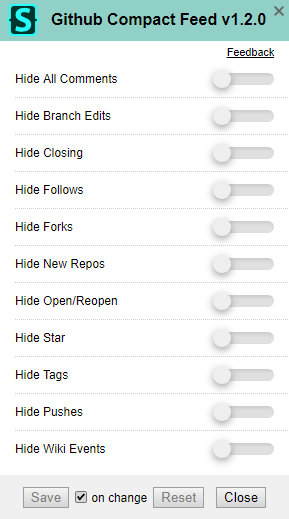 S Github Compact Feed v1.2.0 ×
Feedback
Hide All Comments
Hide Branch Edits
Hide Closing
Hide Follows
Hide Forks
Hide New Repos
Hide Open/Reopen
Hide Star
Hide Tags
Hide Pushes
Hide Wiki Events
Save on change Reset Close